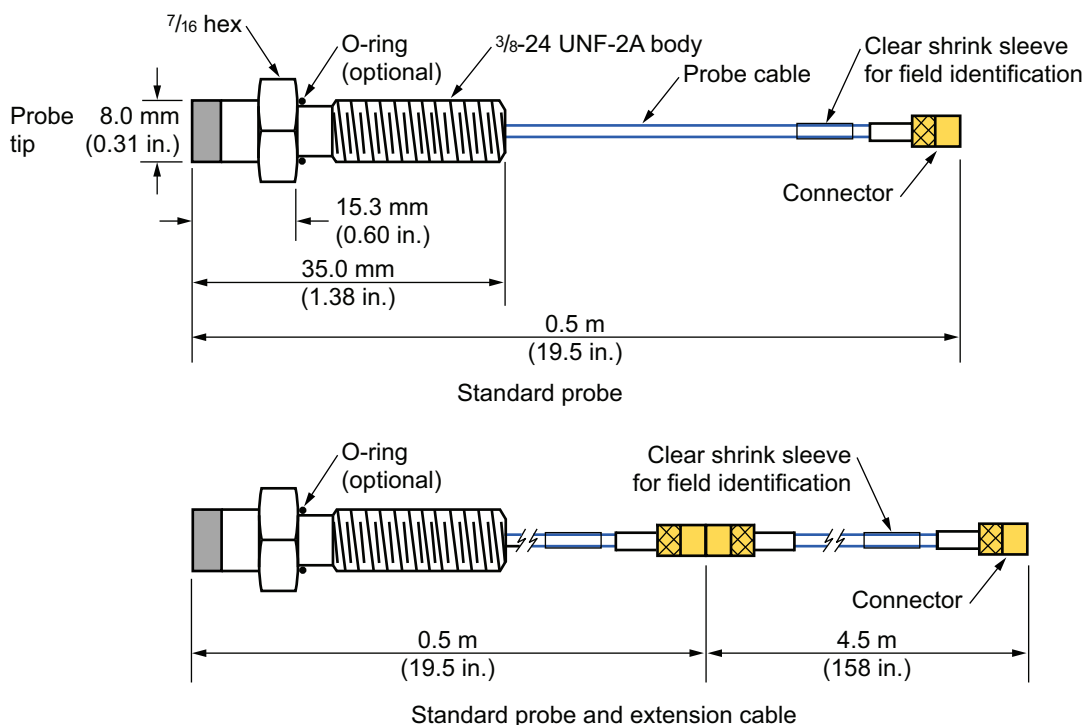 7/16 hex
O-ring
(optional)
3/8-24 UNF-2A body
Probe cable
Clear shrink sleeve
for field identification
Probe
tip
8.0 mm
(0.31 in.)
Connector
15.3 mm
(0.60 in.)
35.0 mm
(1.38 in.)
0.5 m
(19.5 in.)
Standard probe
O-ring
(optional)
Clear shrink sleeve
for field identification
Connector
0.5 m
(19.5 in.)
4.5 m
(158 in.)
Standard probe and extension cable